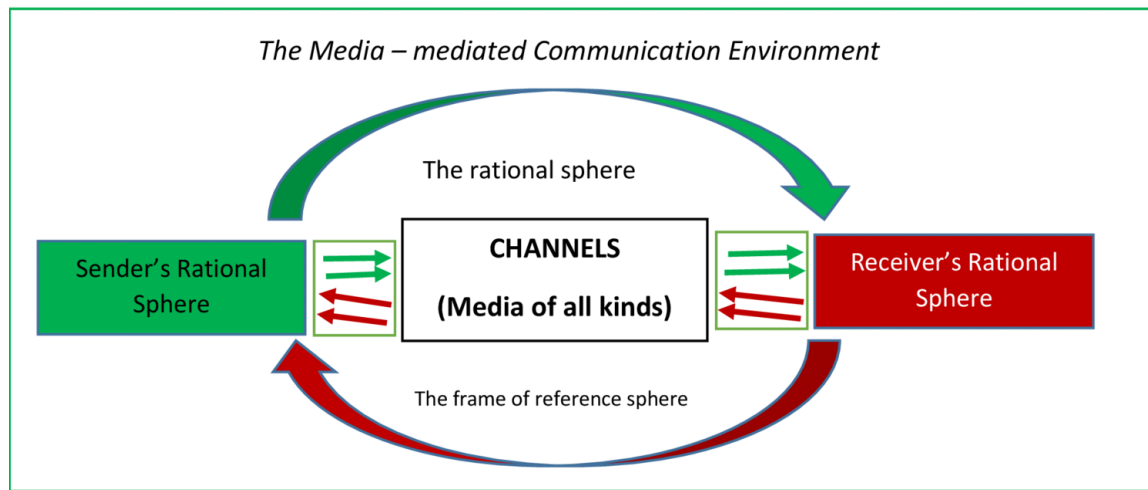 The Media – mediated Communication Environment
The rational sphere
Sender's Rational
Sphere
CHANNELS
(Media of all kinds)
Receiver's Rational
Sphere
The frame of reference sphere